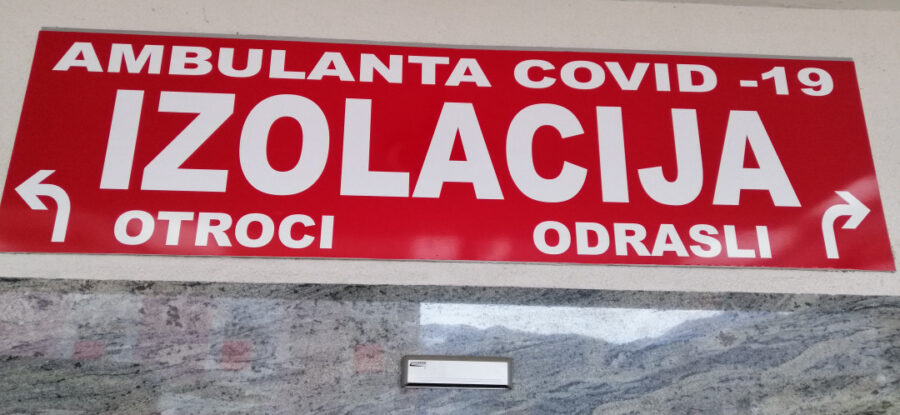 AMBULANTA COVID -19
IZOLACIJA
OTROCI ODRASLI